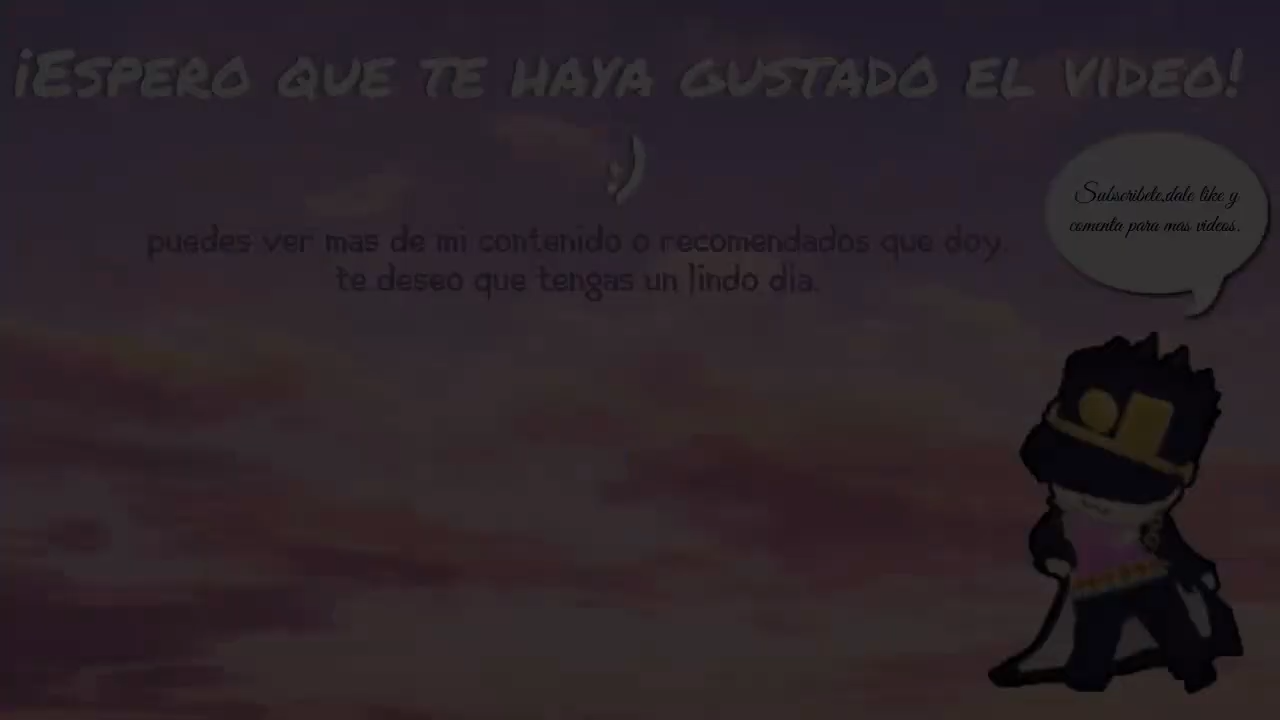 ¡ESPERO QUE TE HAYA GUSTADO EL VIDEO!
;)
Subscribete,dale like y
comenta para mas videos.
puedes ver mas de mi contenido o recomendados que doy.
te deseo que tengas un lindo dia.